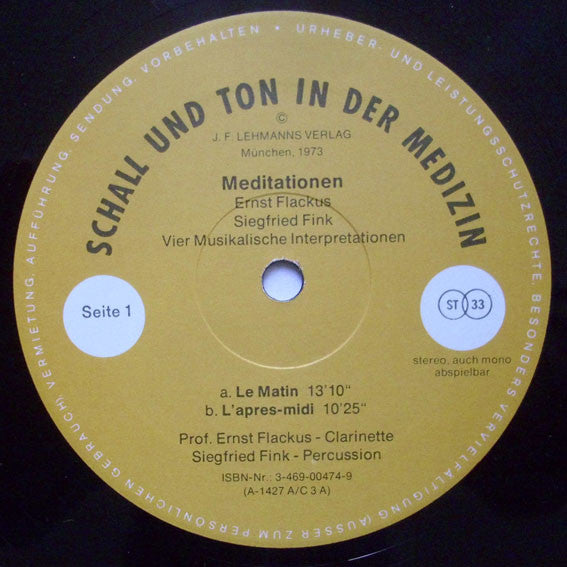 URHEBER- UND LEISTUNGSSCHUTZRECHTE, BESONDERS VERVIELFÄLTIGUNG (AUSSER ZUM PERSÖNLICHEN GEBRAUCH), VERMIETUNG, AUFFÜHRUNG, SENDUNG, VORBEHALTEN *
SCHALL UND TON IN DER MEDIZIN
©
J. F. LEHMANNS VERLAG
München, 1973
Meditationen
Ernst Flackus
Siegfried Fink
Vier Musikalische Interpretationen
Seite 1
ST 33
stereo, auch mono
abspielbar
a. Le Matin 13'10"
b. L'apres-midi 10'25"
Prof. Ernst Flackus - Clarinette
Siegfried Fink - Percussion
ISBN-Nr.: 3-469-00474-9
(A-1427 A/C 3 A)